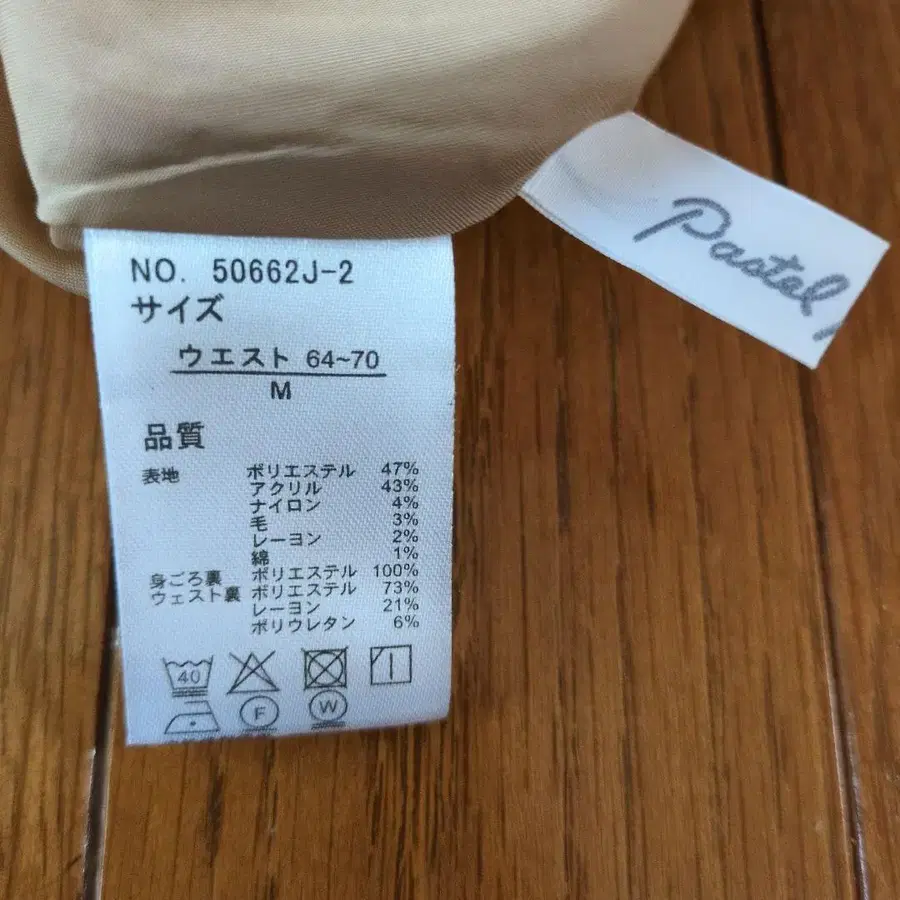 NO. 50662J-2
サイズ
ウエスト 64~70
M
品質
表地 ポリエステル 47%
アクリル 43%
ナイロン 4%
毛 3%
レーヨン 2%
綿 1%
身ごろ裏 ポリエステル 100%
ウェスト裏 ポリエステル 73%
レーヨン 21%
ポリウレタン 6%
40
F W
Pastel